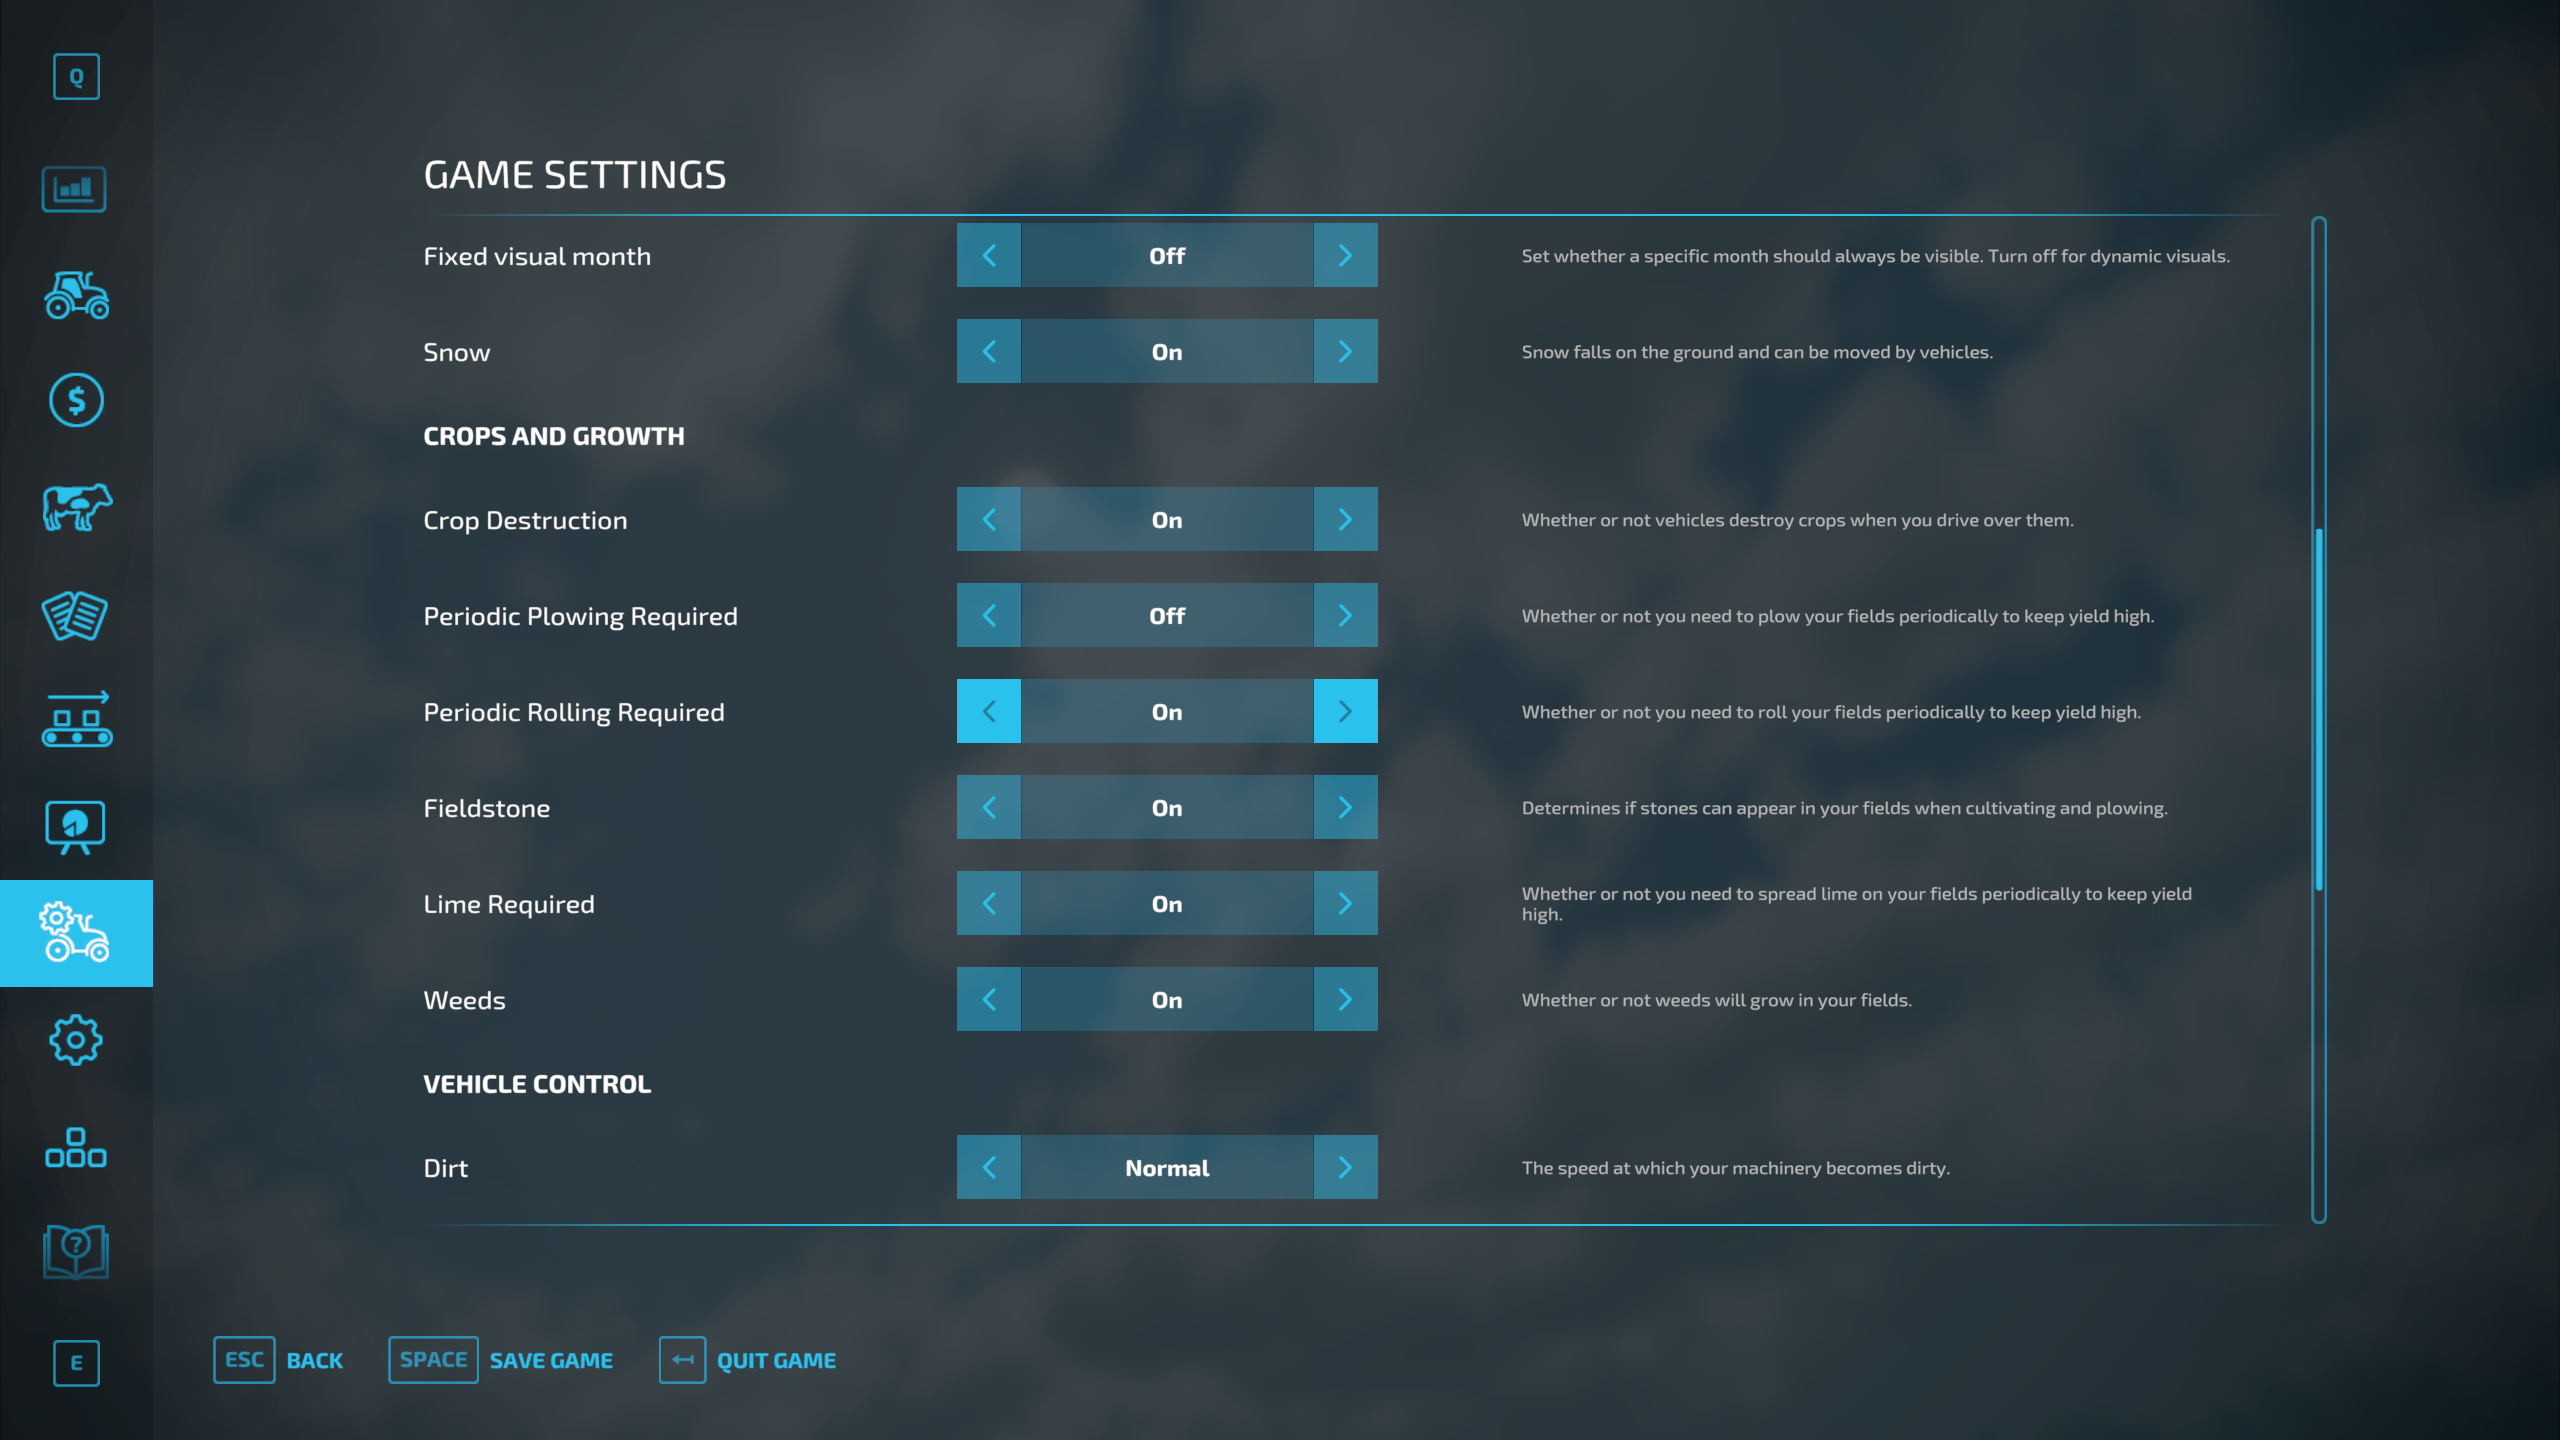 Q
GAME SETTINGS
Fixed visual month
Off
Set whether a specific month should always be visible. Turn off for dynamic visuals.
Snow
On
Snow falls on the ground and can be moved by vehicles.
CROPS AND GROWTH
Crop Destruction
On
Whether or not vehicles destroy crops when you drive over them.
Periodic Plowing Required
Off
Whether or not you need to plow your fields periodically to keep yield high.
Periodic Rolling Required
On
Whether or not you need to roll your fields periodically to keep yield high.
Fieldstone
On
Determines if stones can appear in your fields when cultivating and plowing.
Lime Required
On
Whether or not you need to spread lime on your fields periodically to keep yield
high.
Weeds
On
Whether or not weeds will grow in your fields.
VEHICLE CONTROL
Dirt
Normal
The speed at which your machinery becomes dirty.
E
ESC BACK
SPACE SAVE GAME
QUIT GAME